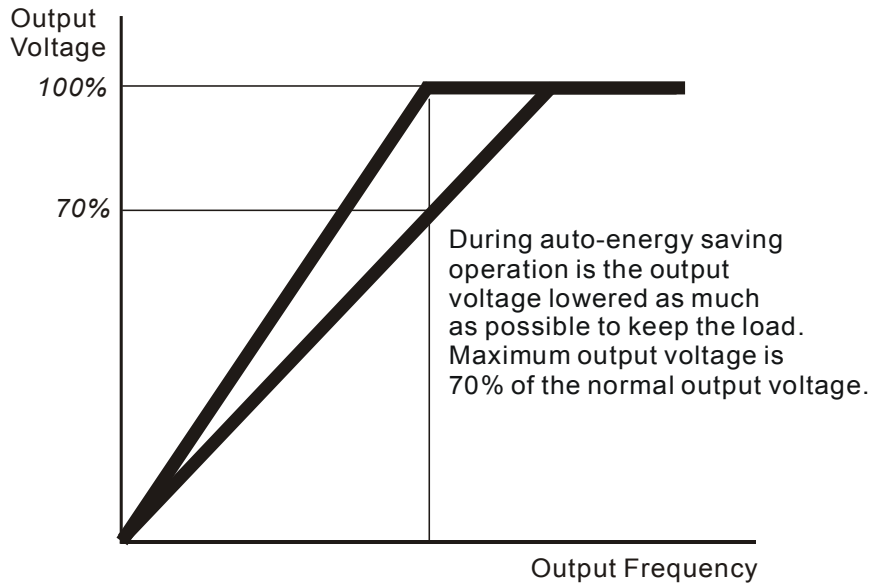 Output
Voltage
100%
70%
During auto-energy saving
operation is the output
voltage lowered as much
as possible to keep the load.
Maximum output voltage is
70% of the normal output voltage.
Output Frequency